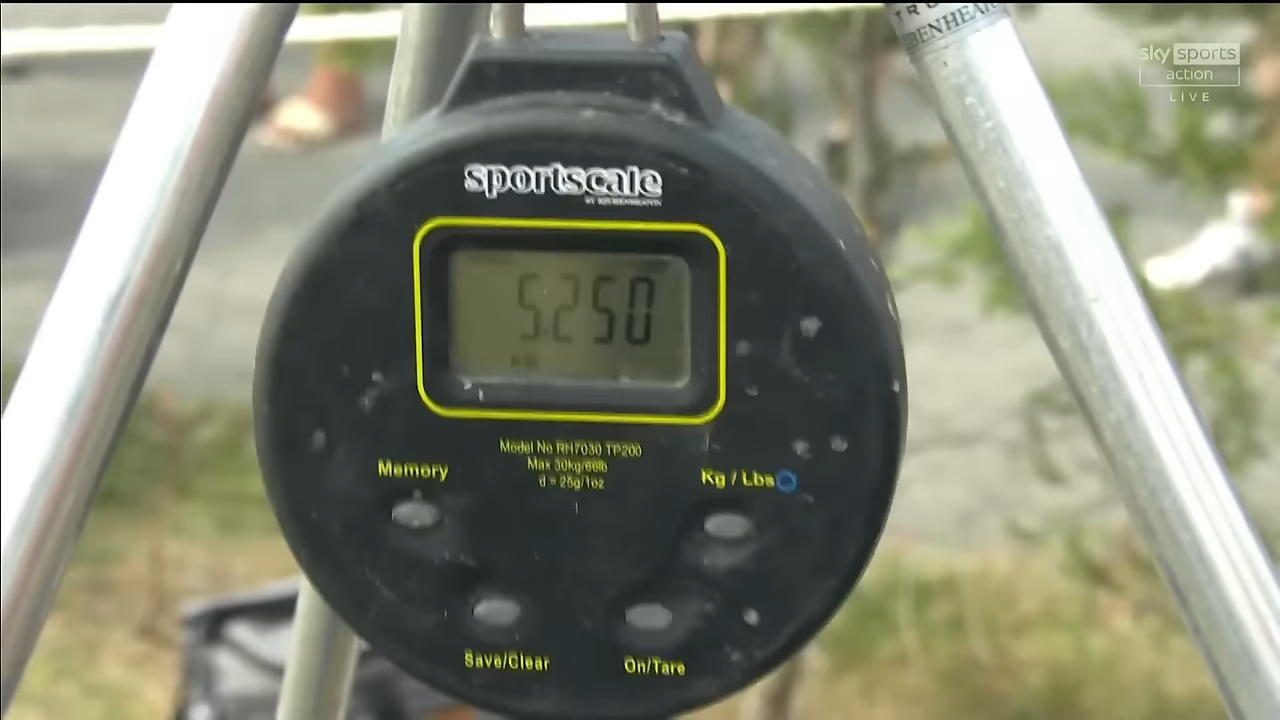 sky sports
action
LIVE
sportscale
5.250
KG
Model No RH7030 TP200
Max 30kg/66lb
d = 25g/1oz
Memory
Kg / Lbs
Save/Clear
On/Tare